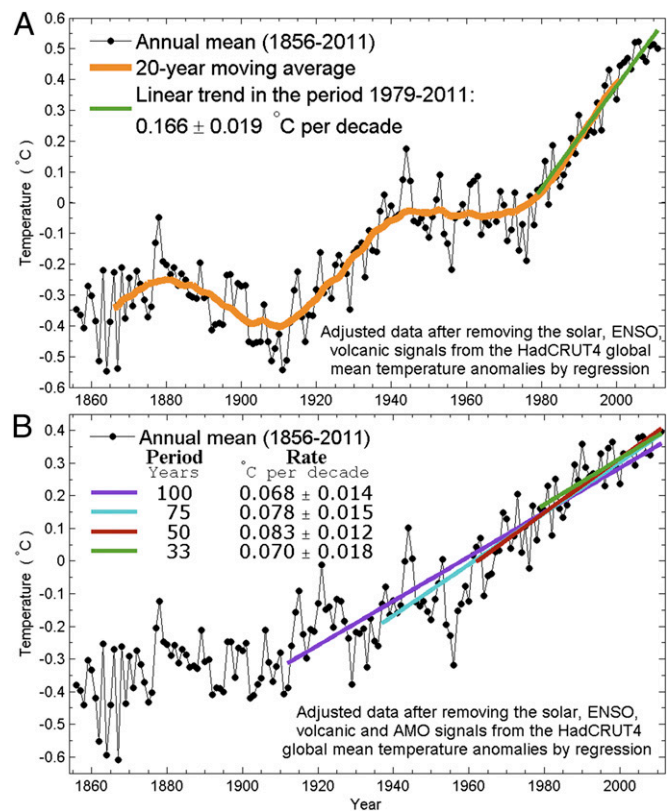 A
0.6
0.5
0.4
0.3
0.2
0.1
0
-0.1
-0.2
-0.3
-0.4
-0.5
-0.6
Temperature (°C)
Annual mean (1856-2011)
20-year moving average
Linear trend in the period 1979-2011:
0.166 ± 0.019 °C per decade
Adjusted data after removing the solar, ENSO,
volcanic signals from the HadCRUT4 global
mean temperature anomalies by regression
1860 1880 1900 1920 1940 1960 1980 2000
B
0.4
0.3
0.2
0.1
0
-0.1
-0.2
-0.3
-0.4
-0.5
-0.6
Temperature (°C)
Annual mean (1856-2011)
Period Rate
Years °C per decade
100 0.068 ± 0.014
75 0.078 ± 0.015
50 0.083 ± 0.012
33 0.070 ± 0.018
Adjusted data after removing the solar, ENSO,
volcanic and AMO signals from the HadCRUT4
global mean temperature anomalies by regression
1860 1880 1900 1920 1940 1960 1980 2000
Year